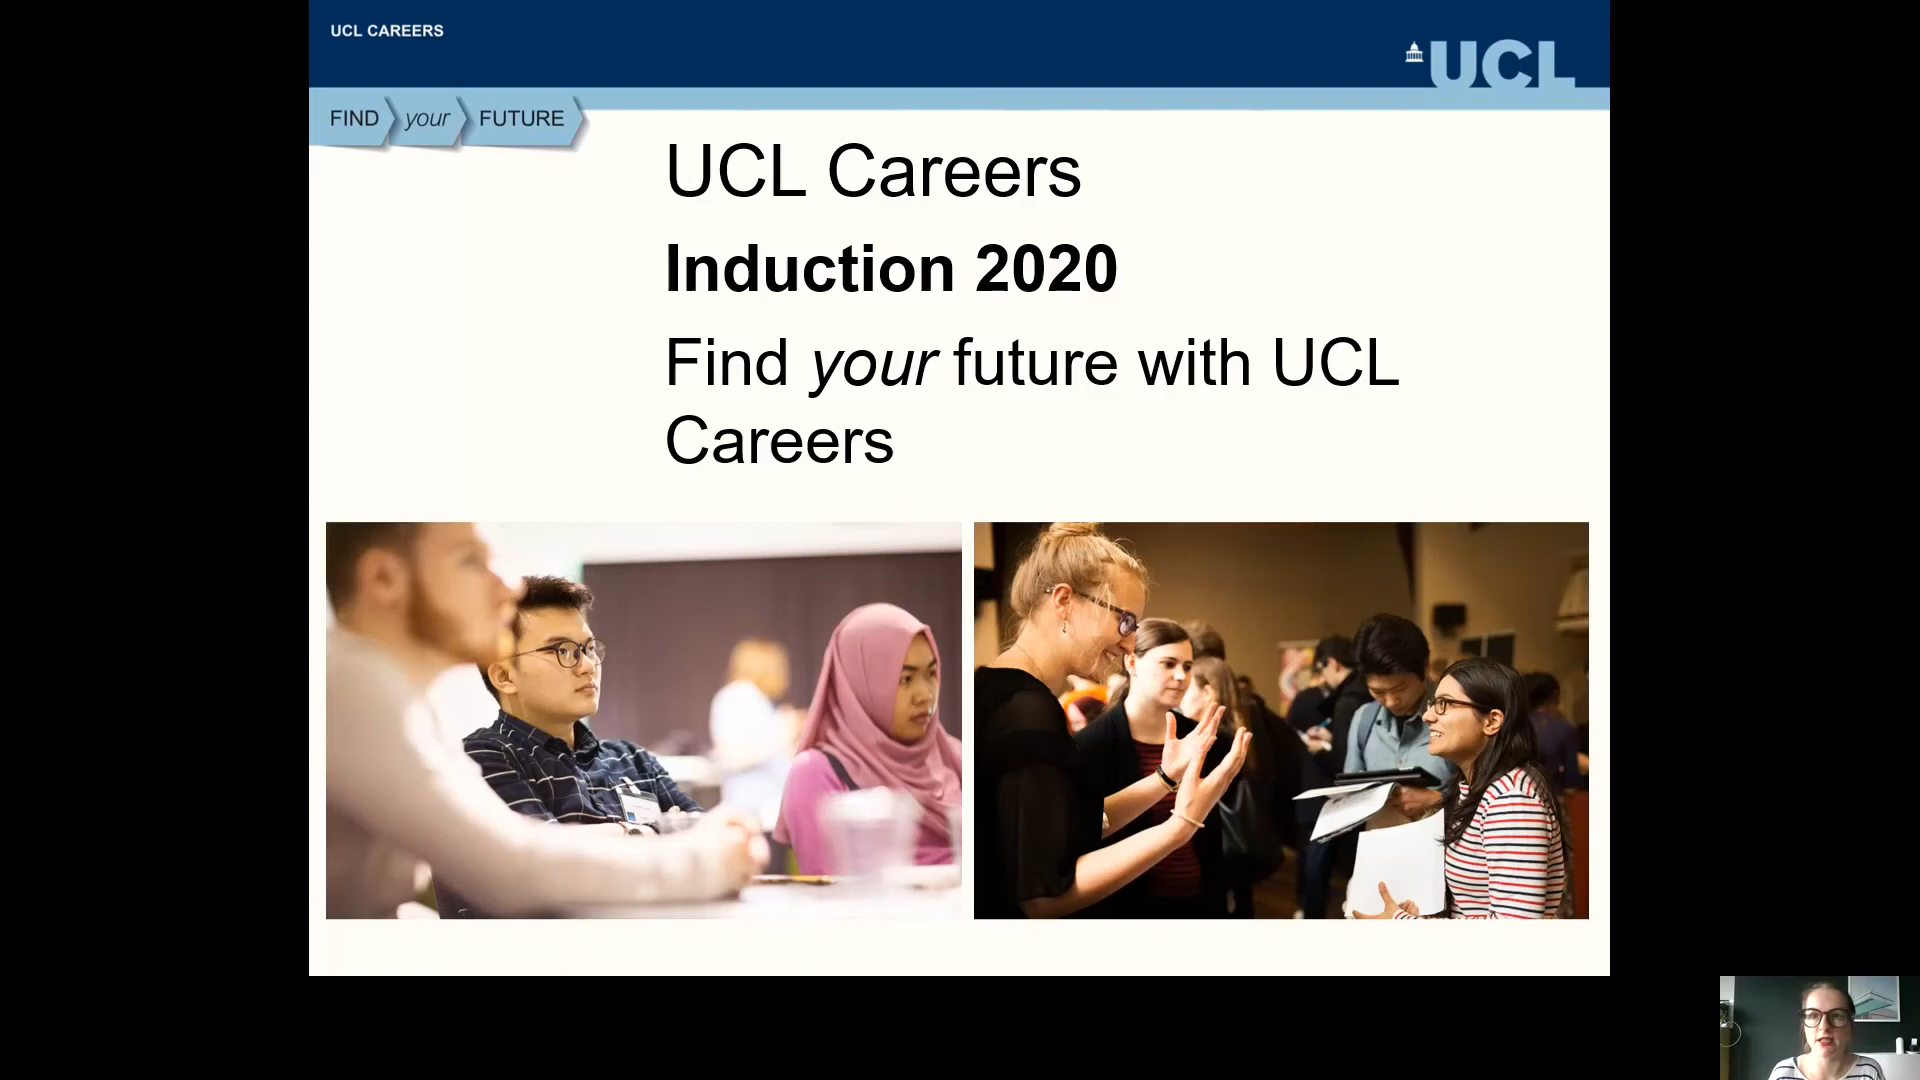 UCL CAREERS
UCL
FIND your FUTURE
UCL Careers
Induction 2020
Find your future with UCL
Careers